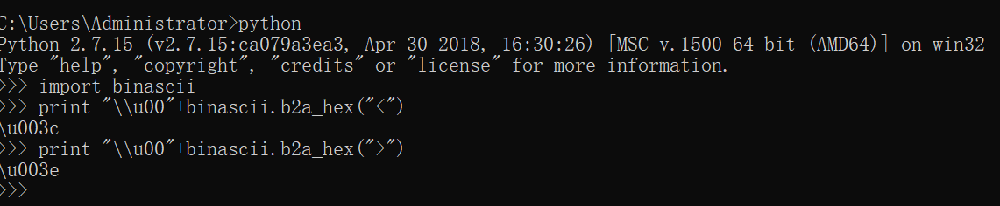 C:\Users\Administrator>python
Python 2.7.15 (v2.7.15:ca079a3ea3, Apr 30 2018, 16:30:26) [MSC v.1500 64 bit (AMD64)] on win32
Type "help", "copyright", "credits" or "license" for more information.
>>> import binascii
>>> print "\\u00"+binascii.b2a_hex("<")
\u003c
>>> print "\\u00"+binascii.b2a_hex(">")
\u003e
>>>